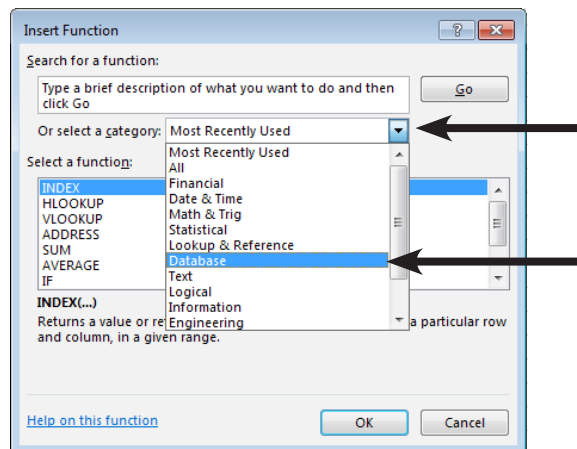 Insert Function
Search for a function:
Type a brief description of what you want to do and then
click Go
Go
Or select a category: Most Recently Used
Most Recently Used
All
Financial
Date & Time
Math & Trig
Statistical
Lookup & Reference
Database
Text
Logical
Information
Engineering
Select a function:
INDEX
HLOOKUP
VLOOKUP
ADDRESS
SUM
AVERAGE
IF
INDEX(...)
Returns a value or re a particular row
and column, in a given range.
Help on this function
OK
Cancel